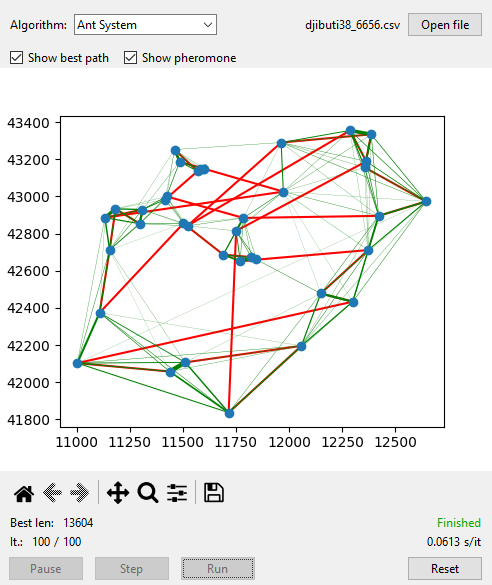 Algorithm: Ant System djibuti38_6656.csv Open file
Show best path Show pheromone
43400
43200
43000
42800
42600
42400
42200
42000
41800
11000 11250 11500 11750 12000 12250 12500
Best len: 13604 Finished
It.: 100 / 100 0.0613 s/it
Pause Step Run Reset